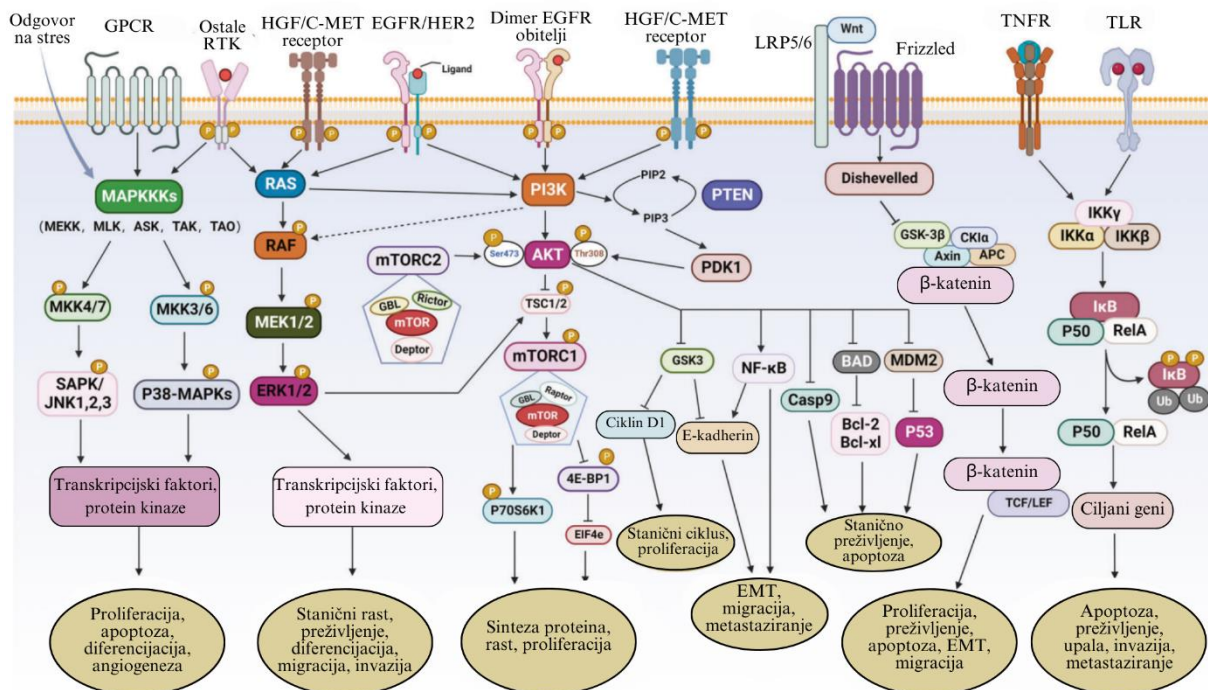 Odgovor
na stres
GPCR
Ostale
RTK
HGF/C-MET
receptor
EGFR/HER2
Ligand
Dimer EGFR
obitelji
HGF/C-MET
receptor
LRP5/6
Wnt
Frizzled
TNFR
TLR
P P
P P
P P
P P
P P
MAPKKKs
(MEKK, MLK, ASK, TAK, TAO)
RAS
PI3K
PIP2
PIP3
PTEN
Dishevelled
IKKγ
IKKα
IKKβ
P
RAF
mTORC2
P
Ser473
AKT
P
Thr308
PDK1
GSK-3β
CKIα
Axin
APC
β-katenin
P
MKK4/7
P
MKK3/6
P
MEK1/2
GBL
Rictor
mTOR
Deptor
P
TSC1/2
P
mTORC1
GSK3
NF-κB
BAD
MDM2
IκB
P50
RelA
P
SAPK/
JNK1,2,3
P
P38-MAPKs
P
ERK1/2
GBL
Raptor
mTOR
Deptor
Ciklin D1
E-kadherin
Casp9
Bcl-2
Bcl-xl
P53
β-katenin
P P
IκB
Ub
Ub
P50
RelA
Transkripcijski faktori,
protein kinaze
Transkripcijski faktori,
protein kinaze
P
P70S6K1
P
4E-BP1
EIF4e
β-katenin
TCF/LEF
Ciljani geni
Stanični ciklus,
proliferacija
Stanično
preživljenje,
apoptoza
Proliferacija,
apoptoza,
diferencijacija,
angiogeneza
Stanični rast,
preživljenje,
diferencijacija,
migracija, invazija
Sinteza proteina,
rast, proliferacija
EMT,
migracija,
metastaziranje
Proliferacija,
preživljenje,
apoptoza, EMT,
migracija
Apoptoza,
preživljenje,
upala, invazija,
metastaziranje